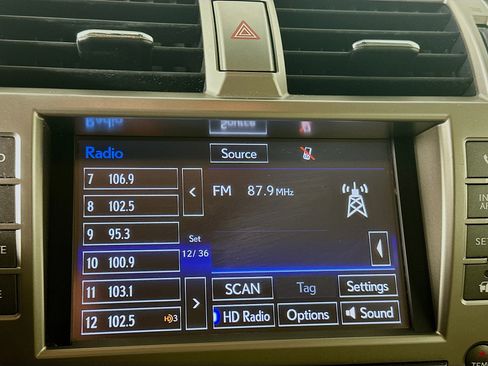 Radio
Source
7 106.9
8 102.5
9 95.3
10 100.9
11 103.1
12 102.5 HD3
Set
12/ 36
FM 87.9 MHz
SCAN
Tag
Settings
HD Radio
Options
Sound